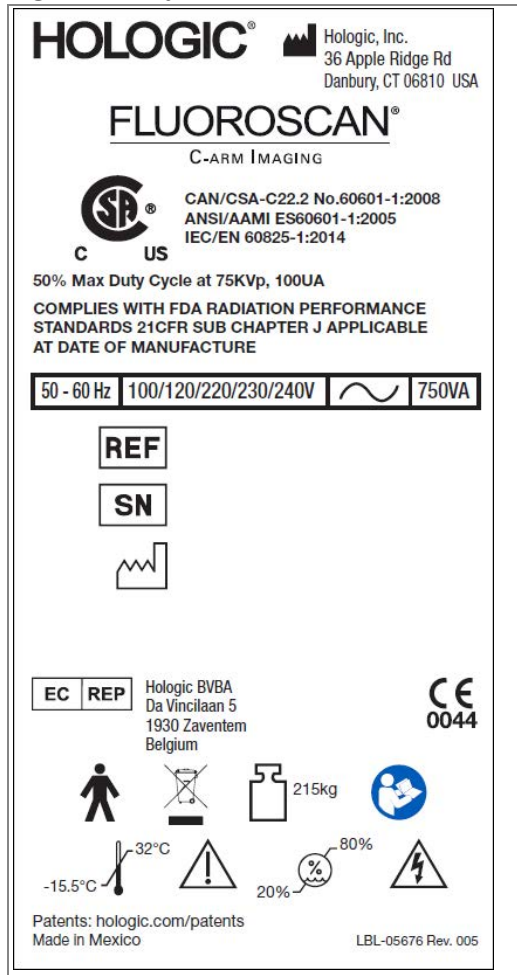 HOLOGIC®
Hologic, Inc.
36 Apple Ridge Rd
Danbury, CT 06810 USA
FLUOROSCAN®
C-ARM IMAGING
CSA®
C US
CAN/CSA-C22.2 No.60601-1:2008
ANSI/AAMI ES60601-1:2005
IEC/EN 60825-1:2014
50% Max Duty Cycle at 75KVp, 100UA
COMPLIES WITH FDA RADIATION PERFORMANCE
STANDARDS 21CFR SUB CHAPTER J APPLICABLE
AT DATE OF MANUFACTURE
50 - 60 Hz 100/120/220/230/240V 750VA
REF
SN
EC REP
Hologic BVBA
Da Vincilaan 5
1930 Zaventem
Belgium
CE
0044
215kg
32°C
-15.5°C
%
80%
20%
Patents: hologic.com/patents
Made in Mexico
LBL-05676 Rev. 005